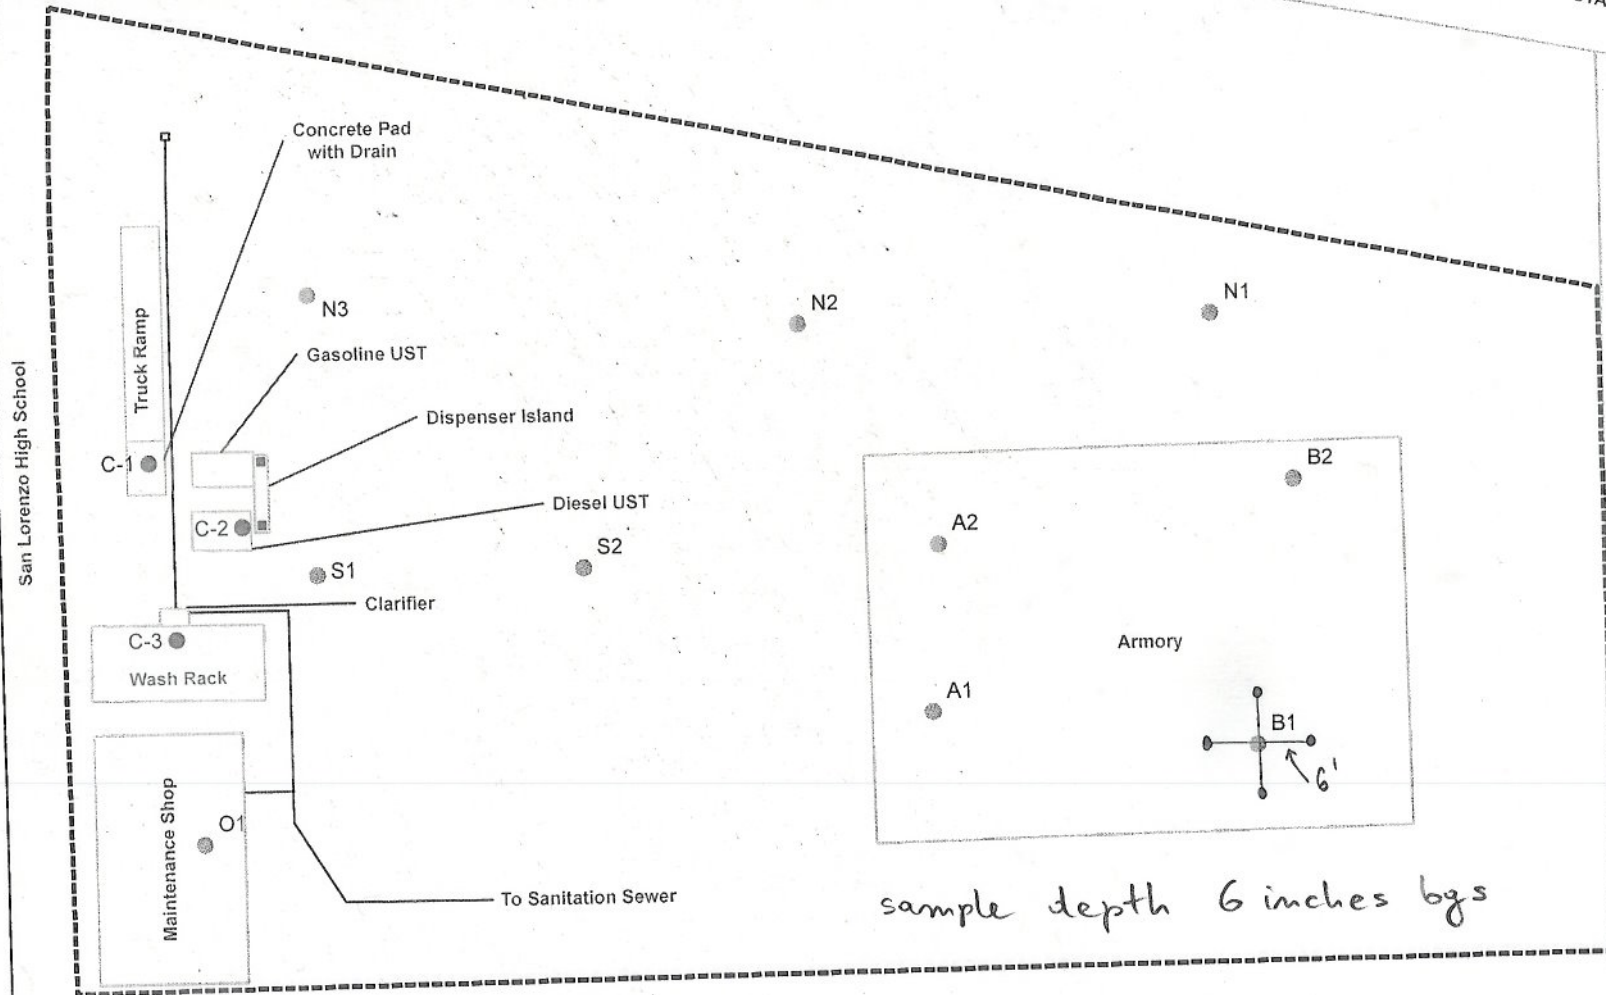 Concrete Pad
with Drain
N3
N2
N1
Truck Ramp
Gasoline UST
San Lorenzo High School
Dispenser Island
C-1
B2
Diesel UST
C-2
A2
S2
S1
Clarifier
C-3
Armory
Wash Rack
A1
B1
6'
Maintenance Shop
O1
To Sanitation Sewer
sample depth 6 inches bgs